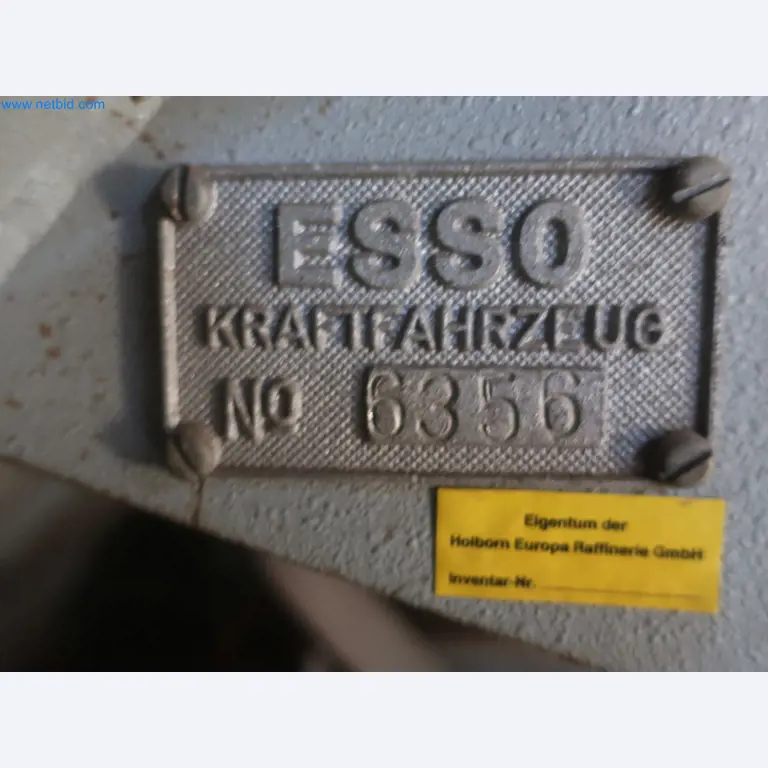 www.netbid.com
ESSO
KRAFTFAHRZEUG
No 6356
Eigentum der
Holborn Europa Raffinerie GmbH
Inventar-Nr.